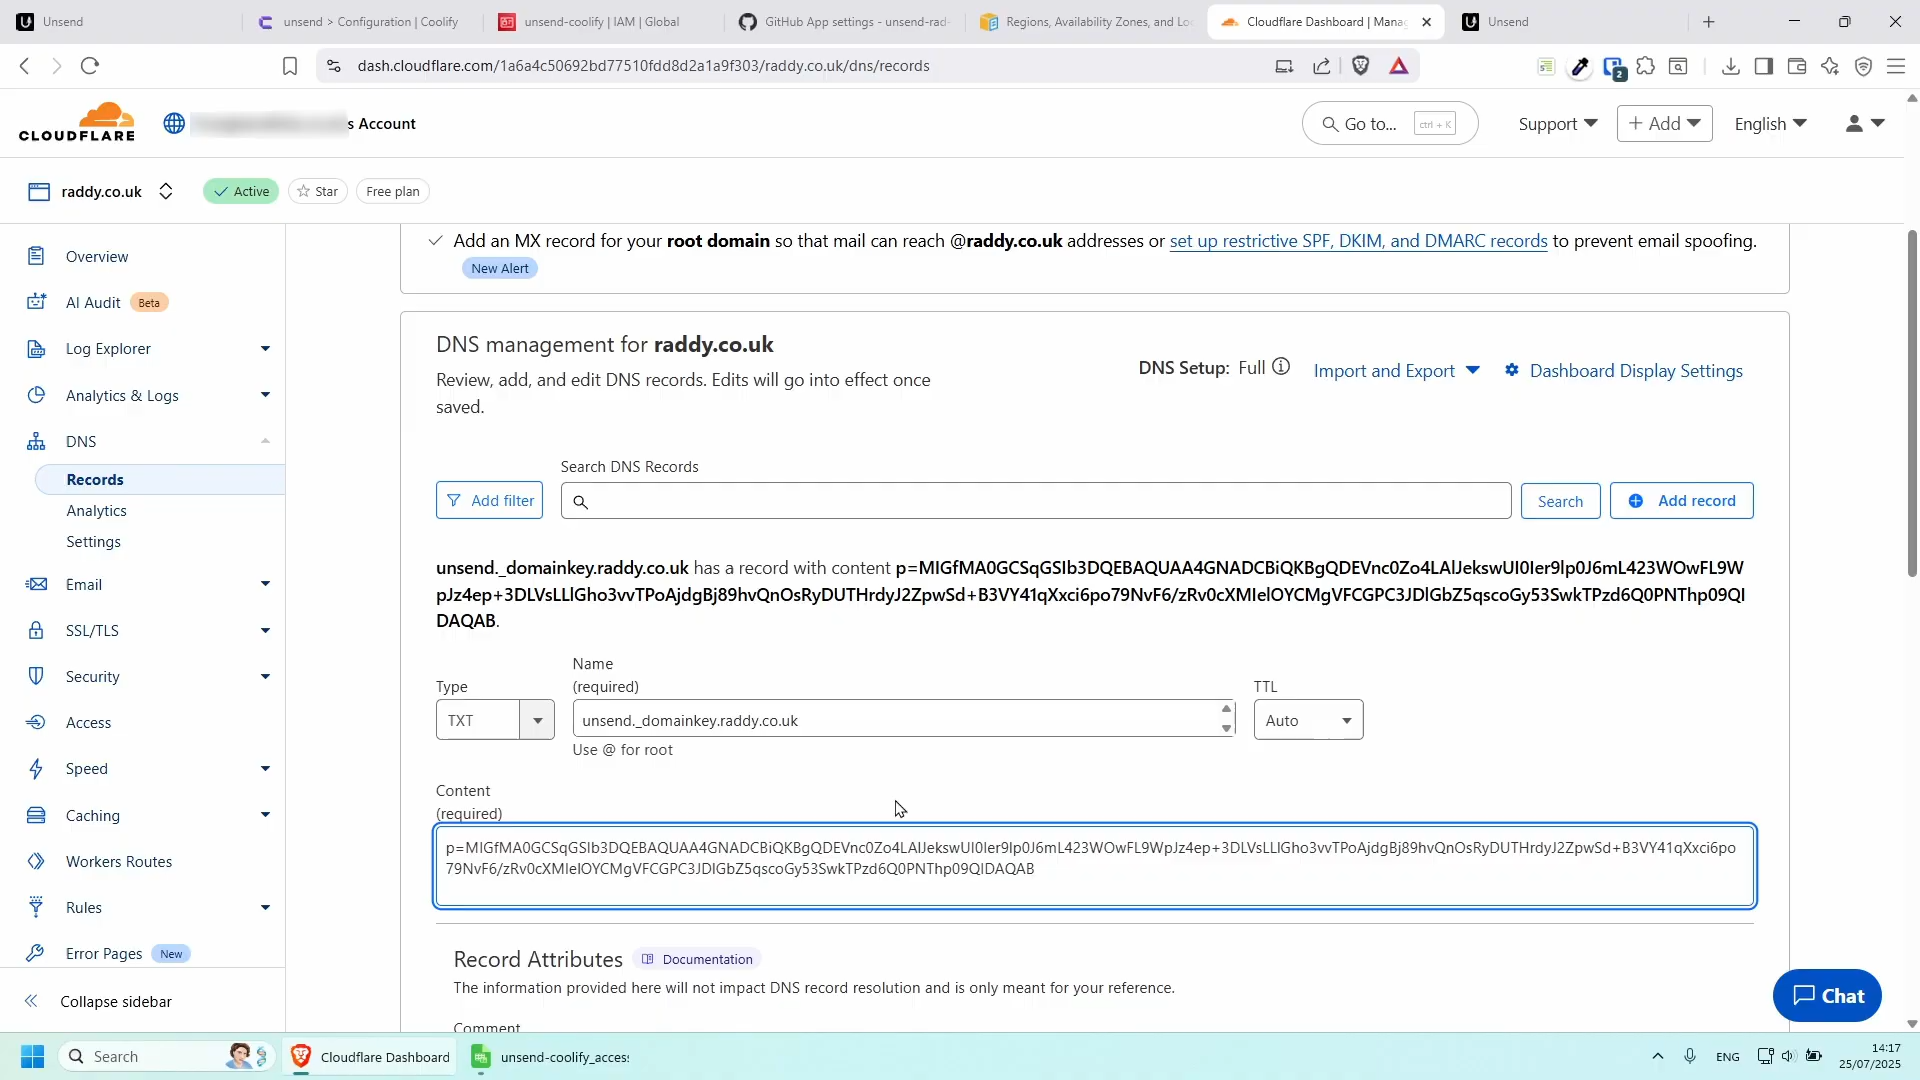 Unsend
unsend > Configuration | Coolify
unsend-coolify | IAM | Global
GitHub App settings - unsend-rad-
Regions, Availability Zones, and Lo
Cloudflare Dashboard | Mana
Unsend
dash.cloudflare.com/1a6a4c50692bd77510fdd8d2a1a9f303/raddy.co.uk/dns/records
2
CLOUDFLARE
s Account
Go to...
ctrl + K
Support
+ Add
English
raddy.co.uk
Active
Star
Free plan
Overview
AI Audit
Beta
Log Explorer
Analytics & Logs
DNS
Records
Analytics
Settings
Email
SSL/TLS
Security
Access
Speed
Caching
Workers Routes
Rules
Error Pages
New
Collapse sidebar
Add an MX record for your root domain so that mail can reach @raddy.co.uk addresses or set up restrictive SPF, DKIM, and DMARC records to prevent email spoofing.
New Alert
DNS management for raddy.co.uk
Review, add, and edit DNS records. Edits will go into effect once
saved.
DNS Setup: Full
Import and Export
Dashboard Display Settings
Search DNS Records
Add filter
Search
Add record
unsend._domainkey.raddy.co.uk has a record with content p=MIGfMA0GCSqGSIb3DQEBAQUAA4GNADCBiQKBgQDEVnc0Zo4LAlJekswUI0Ier9lp0J6mL423WOwFL9W
pJz4ep+3DLVsLLlGho3vvTPoAjdgBj89hvQnOsRyDUTHrdyJ2ZpwSd+B3VY41qXxci6po79NvF6/zRv0cXMIelOYCMgVFCGPC3JDlGbZ5qscoGy53SwkTPzd6Q0PNThp09QI
DAQAB.
Type
Name
(required)
TTL
TXT
unsend._domainkey.raddy.co.uk
Auto
Use @ for root
Content
(required)
p=MIGfMA0GCSqGSIb3DQEBAQUAA4GNADCBiQKBgQDEVnc0Zo4LAlJekswUI0Ier9lp0J6mL423WOwFL9WpJz4ep+3DLVsLLlGho3vvTPoAjdgBj89hvQnOsRyDUTHrdyJ2ZpwSd+B3VY41qXxci6po
79NvF6/zRv0cXMIelOYCMgVFCGPC3JDlGbZ5qscoGy53SwkTPzd6Q0PNThp09QIDAQAB
Record Attributes
Documentation
The information provided here will not impact DNS record resolution and is only meant for your reference.
Comment
Chat
Search
Cloudflare Dashboard
unsend-coolify_access
ENG
14:17
25/07/2025